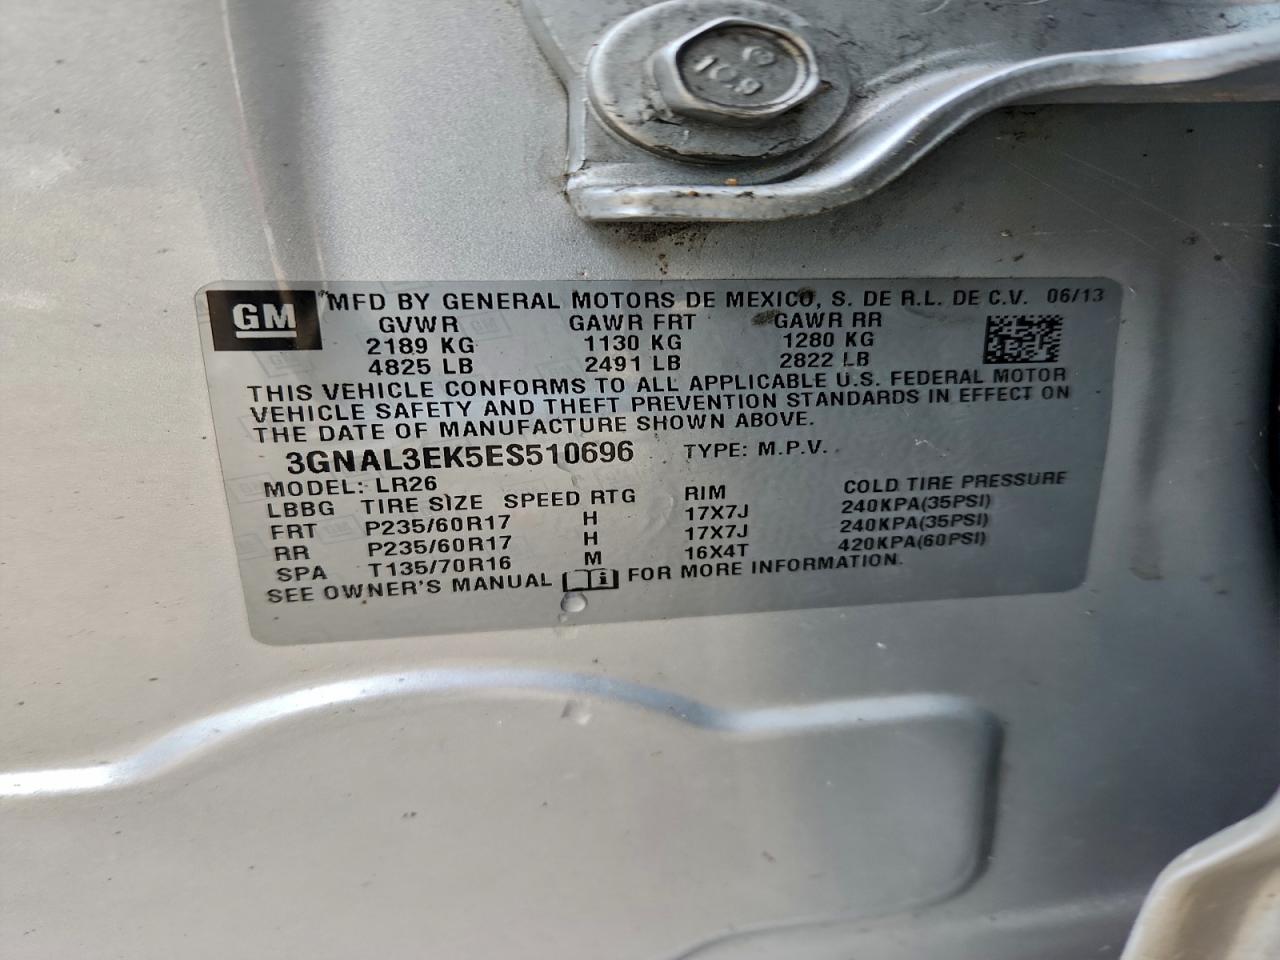 GM MFD BY GENERAL MOTORS DE MEXICO, S. DE R.L. DE C.V. 06/13
GVWR GAWR FRT GAWR RR
2189 KG 1130 KG 1280 KG
4825 LB 2491 LB 2822 LB
THIS VEHICLE CONFORMS TO ALL APPLICABLE U.S. FEDERAL MOTOR
VEHICLE SAFETY AND THEFT PREVENTION STANDARDS IN EFFECT ON
THE DATE OF MANUFACTURE SHOWN ABOVE.
3GNAL3EK5ES510696 TYPE: M.P.V.
MODEL: LR26
LBBG TIRE SIZE SPEED RTG RIM COLD TIRE PRESSURE
FRT P235/60R17 H 17X7J 240KPA(35PSI)
RR P235/60R17 H 17X7J 240KPA(35PSI)
SPA T135/70R16 M 16X4T 420KPA(60PSI)
SEE OWNER'S MANUAL FOR MORE INFORMATION.